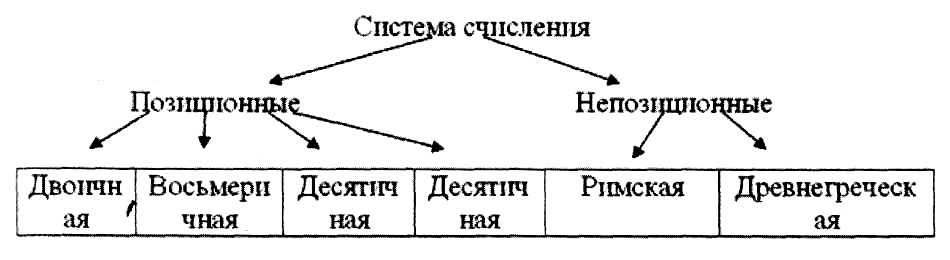 Система счисления
Позиционные Непозиционные
Двоичн Восьмери Десятич Десятич Римская Древнегреческ
ая чная ная ная ая